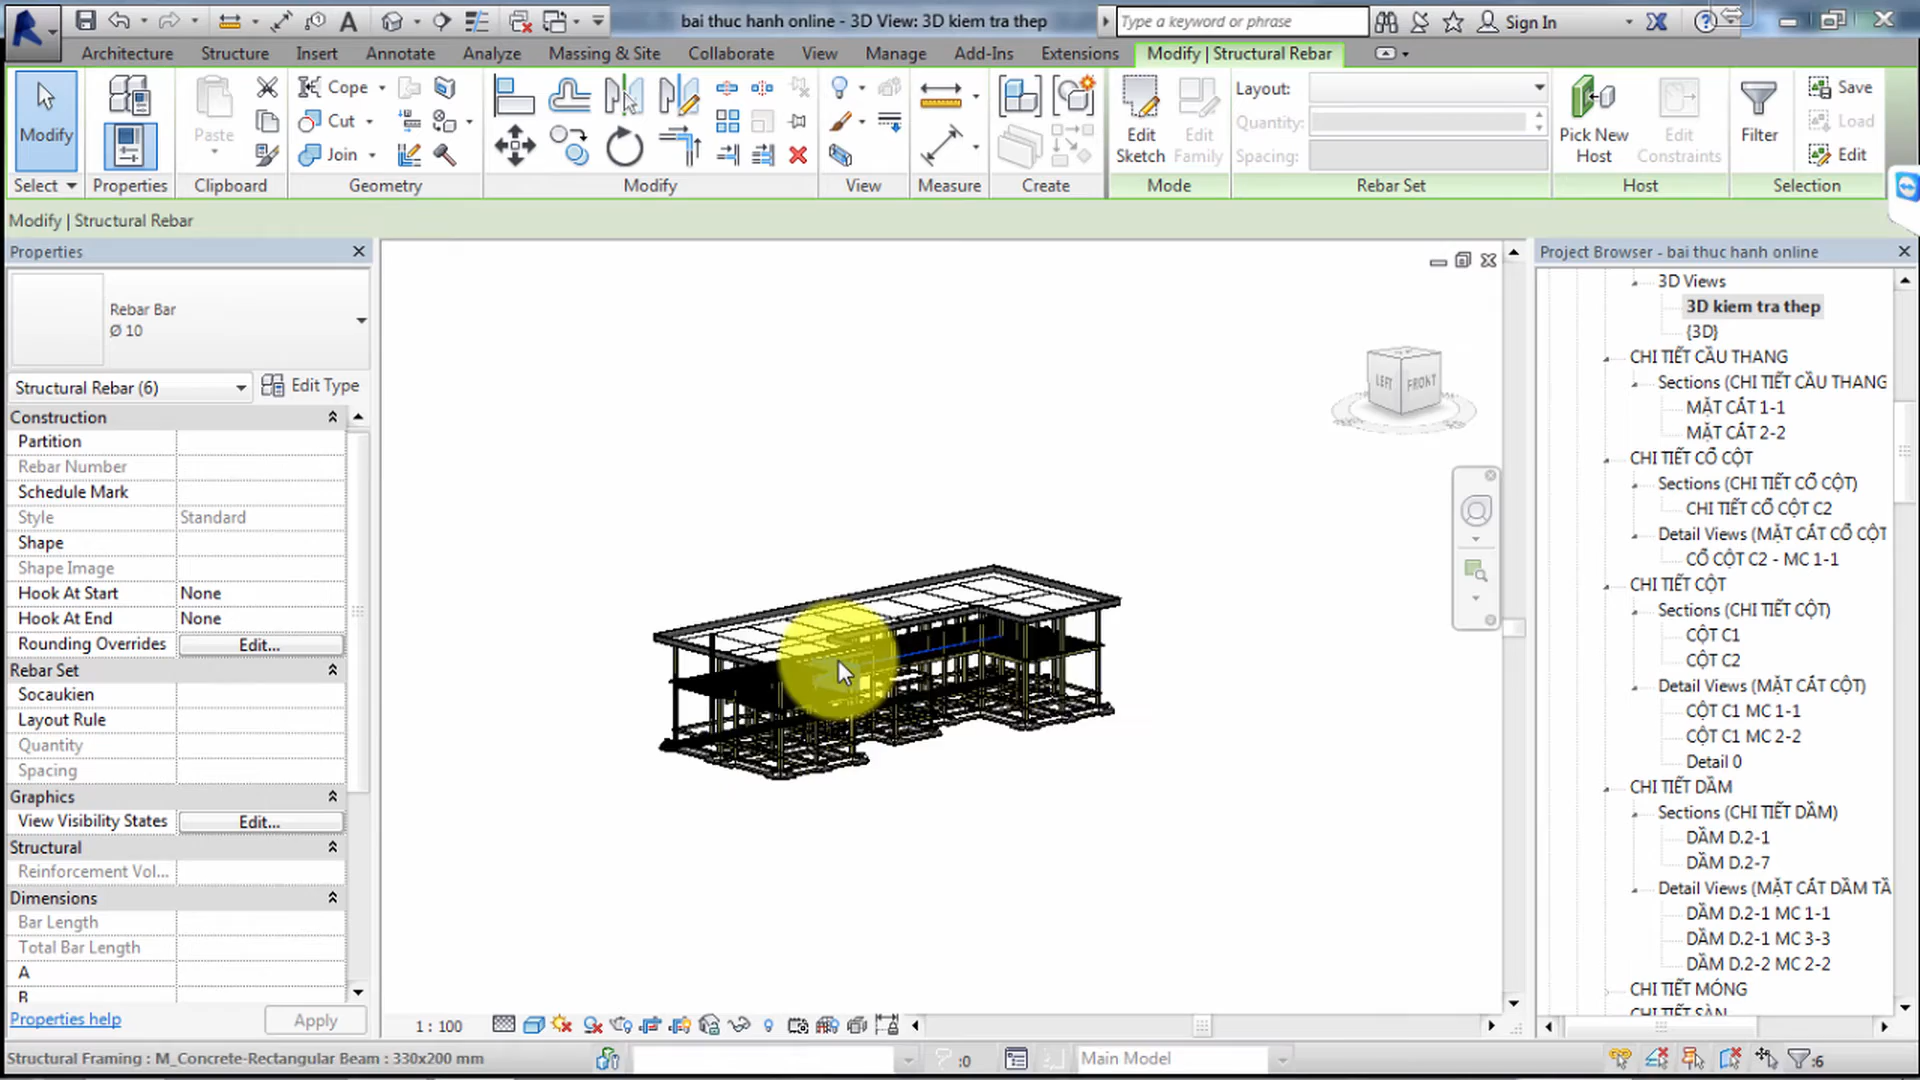 bai thuc hanh online - 3D View: 3D kiem tra thep
Type a keyword or phrase
Sign In
Architecture
Structure
Insert
Annotate
Analyze
Massing & Site
Collaborate
View
Manage
Add-Ins
Extensions
Modify | Structural Rebar
Modify
Paste
Cope
Cut
Join
Edit Sketch
Edit Family
Layout:
Quantity:
Spacing:
Pick New Host
Edit Constraints
Filter
Save
Load
Edit
Select
Properties
Clipboard
Geometry
Modify
View
Measure
Create
Mode
Rebar Set
Host
Selection
Modify | Structural Rebar
Properties
Rebar Bar
Ø 10
Structural Rebar (6)
Edit Type
Construction
Partition
Rebar Number
Schedule Mark
Style Standard
Shape
Shape Image
Hook At Start None
Hook At End None
Rounding Overrides Edit...
Rebar Set
Socaukien
Layout Rule
Quantity
Spacing
Graphics
View Visibility States Edit...
Structural
Reinforcement Vol...
Dimensions
Bar Length
Total Bar Length
A
B
Properties help
Apply
LEFT
FRONT
1 : 100
Project Browser - bai thuc hanh online
3D Views
3D kiem tra thep
{3D}
CHI TIẾT CẦU THANG
Sections (CHI TIẾT CẦU THANG
MẶT CẮT 1-1
MẶT CẮT 2-2
CHI TIẾT CỔ CỘT
Sections (CHI TIẾT CỔ CỘT)
CHI TIẾT CỔ CỘT C2
Detail Views (MẶT CẮT CỔ CỘT
CỔ CỘT C2 - MC 1-1
CHI TIẾT CỘT
Sections (CHI TIẾT CỘT)
CỘT C1
CỘT C2
Detail Views (MẶT CẮT CỘT)
CỘT C1 MC 1-1
CỘT C1 MC 2-2
Detail 0
CHI TIẾT DẦM
Sections (CHI TIẾT DẦM)
DẦM D.2-1
DẦM D.2-7
Detail Views (MẶT CẮT DẦM TẦ
DẦM D.2-1 MC 1-1
DẦM D.2-1 MC 3-3
DẦM D.2-2 MC 2-2
CHI TIẾT MÓNG
CHI TIẾT SÀN
Structural Framing : M_Concrete-Rectangular Beam : 330x200 mm
:0
Main Model
:6